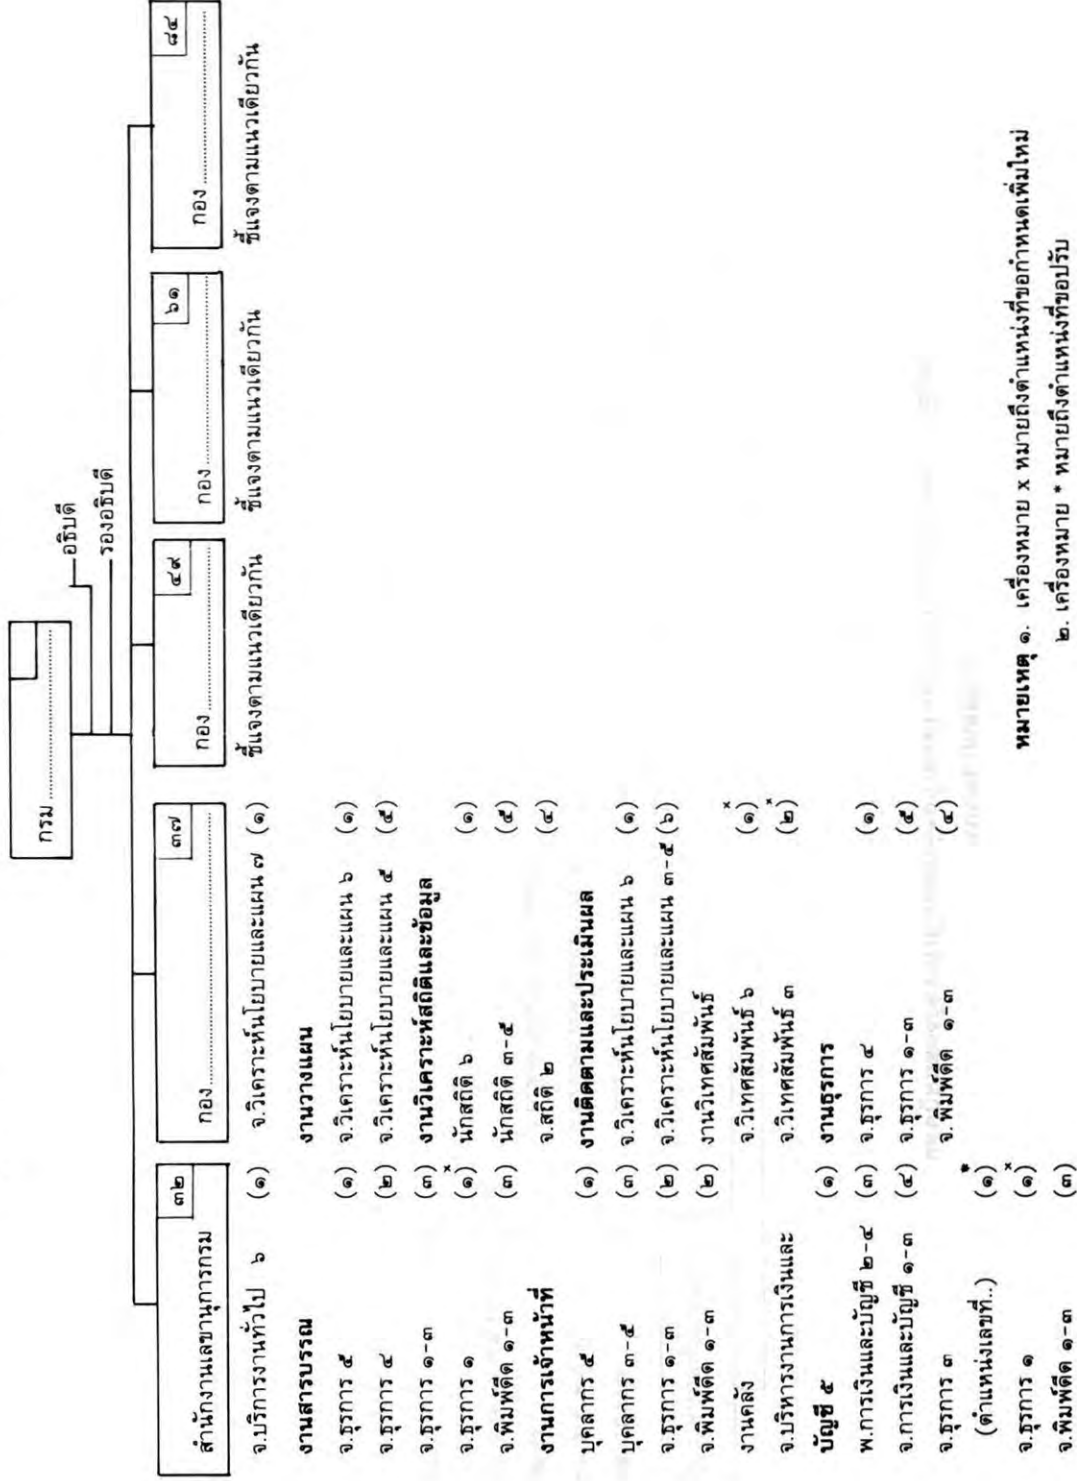 กรม
อธิบดี
รองอธิบดี
สำนักงานเลขานุการกรม
๓๒
จ.บริการงานทั่วไป ๖ (๑)
งานสารบรรณ
จ.ธุรการ ๕ (๑)
จ.ธุรการ ๔ (๒)
จ.ธุรการ ๑-๓ (๓)
จ.ธุรการ ๑ (๑)×
จ.พิมพ์ดีด ๑-๓ (๓)
งานการเจ้าหน้าที่
บุคลากร ๕ (๑)
บุคลากร ๓-๕ (๓)
จ.ธุรการ ๑-๓ (๒)
จ.พิมพ์ดีด ๑-๓ (๒)
งานคลัง
จ.บริหารงานการเงินและ
บัญชี ๕ (๑)
พ.การเงินและบัญชี ๒-๔ (๓)
จ.การเงินและบัญชี ๑-๓ (๔)
จ.ธุรการ ๓
(ตำแหน่งเลขที่..) (๑)*
จ.ธุรการ ๑ (๑)×
จ.พิมพ์ดีด ๑-๓ (๓)
กอง
๓๗
จ.วิเคราะห์นโยบายและแผน ๗ (๑)
งานวางแผน
จ.วิเคราะห์นโยบายและแผน ๖ (๑)
จ.วิเคราะห์นโยบายและแผน ๕ (๕)
งานวิเคราะห์สถิติและข้อมูล
นักสถิติ ๖ (๑)
นักสถิติ ๓-๕ (๕)
จ.สถิติ ๒ (๔)
งานติดตามและประเมินผล
จ.วิเคราะห์นโยบายและแผน ๖ (๑)
จ.วิเคราะห์นโยบายและแผน ๓-๕ (๖)
งานวิเทศสัมพันธ์
จ.วิเทศสัมพันธ์ ๖ (๑)×
จ.วิเทศสัมพันธ์ ๓ (๒)×
งานธุรการ
จ.ธุรการ ๔ (๑)
จ.ธุรการ ๑-๓ (๕)
จ.พิมพ์ดีด ๑-๓ (๔)
กอง
๔๙
ชี้แจงตามแนวเดียวกัน
กอง
๖๑
ชี้แจงตามแนวเดียวกัน
กอง
๘๔
ชี้แจงตามแนวเดียวกัน
หมายเหตุ ๑. เครื่องหมาย x หมายถึงตำแหน่งที่ขอกำหนดเพิ่มใหม่
๒. เครื่องหมาย * หมายถึงตำแหน่งที่ขอปรับ